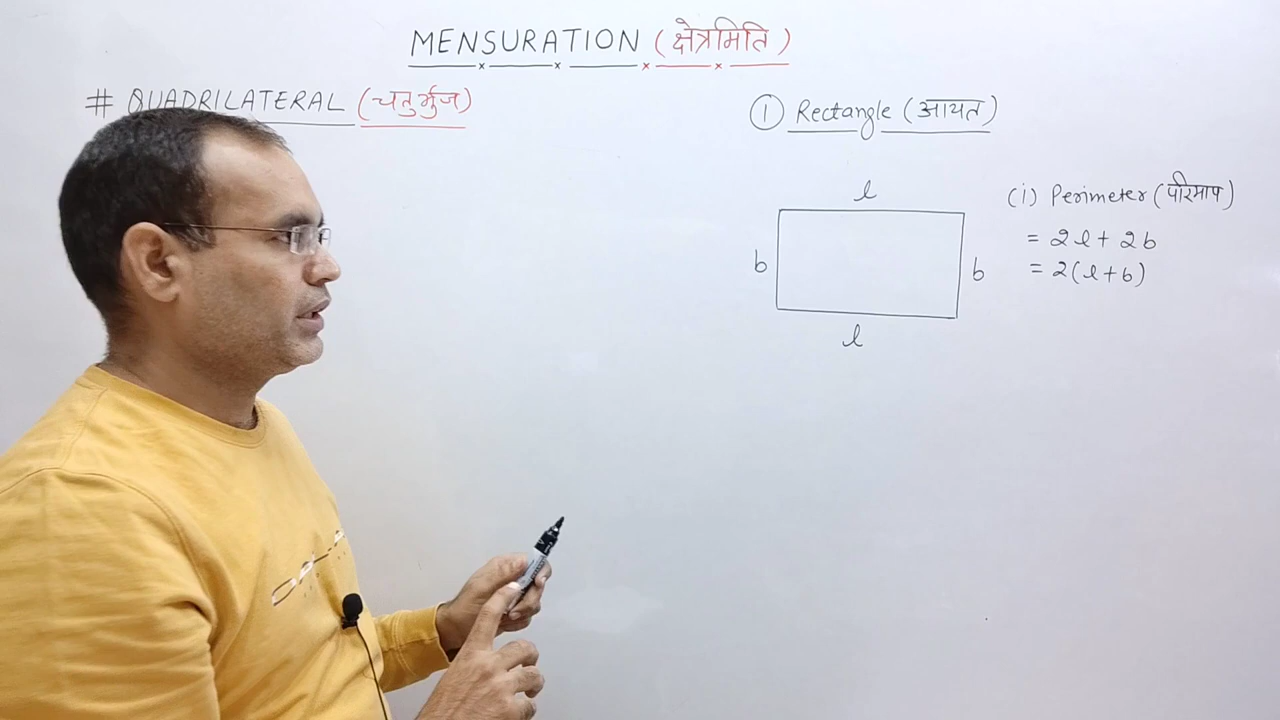 MENSURATION (क्षेत्रमिति)
# QUADRILATERAL (चतुर्भुज)
① Rectangle (आयत)
l
b
b
l
(i) Perimeter (परिमाप)
= 2l + 2b
= 2(l+b)